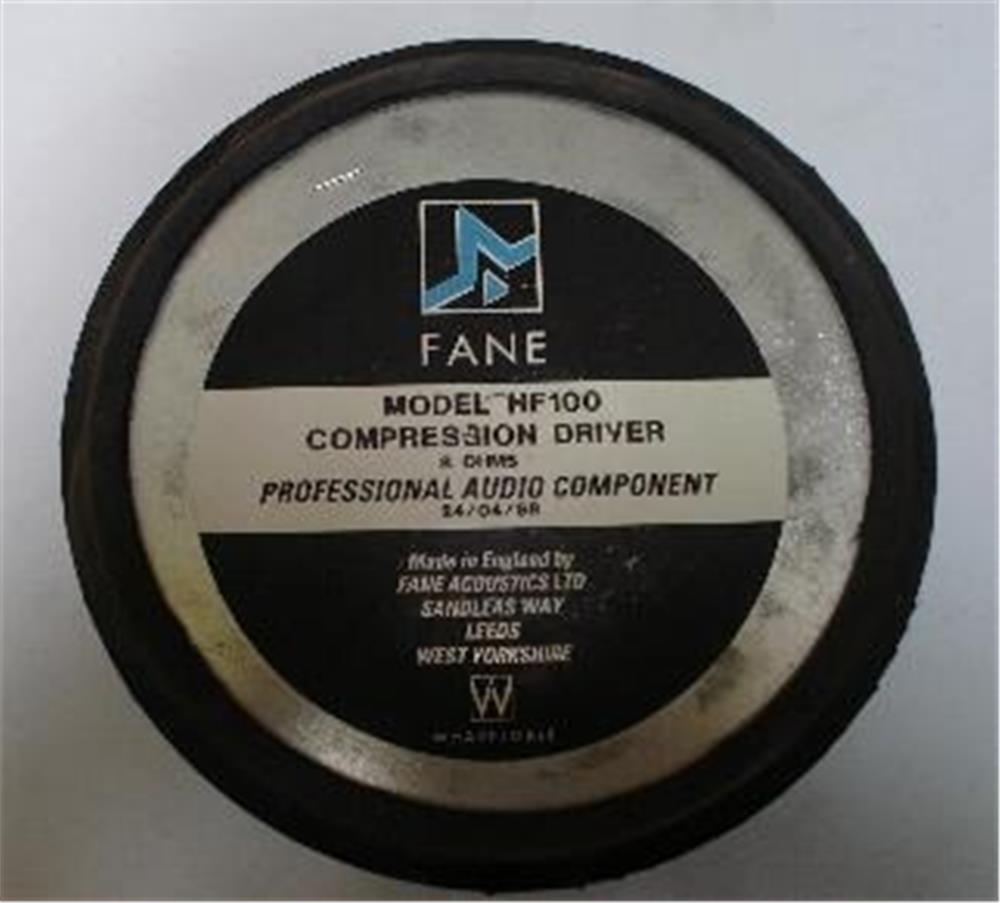 FANE
MODEL HF100
COMPRESSION DRIVER
8 OHMS
PROFESSIONAL AUDIO COMPONENT
Made in England by
FANE ACOUSTICS LTD
SANDLEAS WAY
LEEDS
WEST YORKSHIRE
W
WHARFEDALE